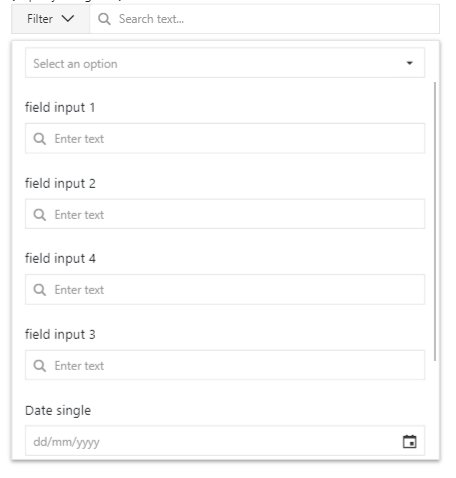 Filter
Search text...
Select an option
field input 1
Enter text
field input 2
Enter text
field input 4
Enter text
field input 3
Enter text
Date single
dd/mm/yyyy